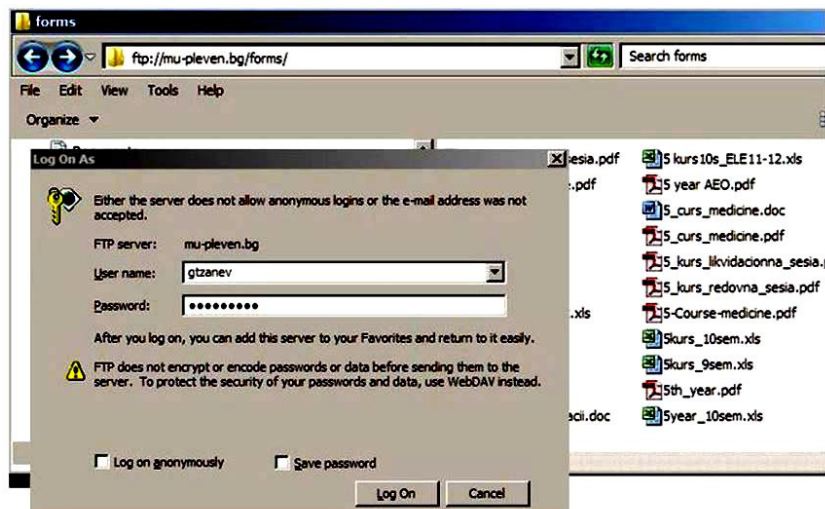 forms
ftp://mu-pleven.bg/forms/
Search forms
File Edit View Tools Help
Organize
Log On As
Either the server does not allow anonymous logins or the e-mail address was not
accepted.
FTP server: mu-pleven.bg
User name: gtzanev
Password: •••••••••
After you log on, you can add this server to your Favorites and return to it easily.
FTP does not encrypt or encode passwords or data before sending them to the
server. To protect the security of your passwords and data, use WebDAV instead.
Log on anonymously
Save password
Log On
Cancel
sesia.pdf
.pdf
.xls
acii.doc
5 kurs10s_ELE11-12.xls
5 year AEO.pdf
5_curs_medicine.doc
5_curs_medicine.pdf
5_kurs_likvidacionna_sesia.p
5_kurs_redovna_sesia.pdf
5-Course-medicine.pdf
5kurs_10sem.xls
5kurs_9sem.xls
5th_year.pdf
5year_10sem.xls